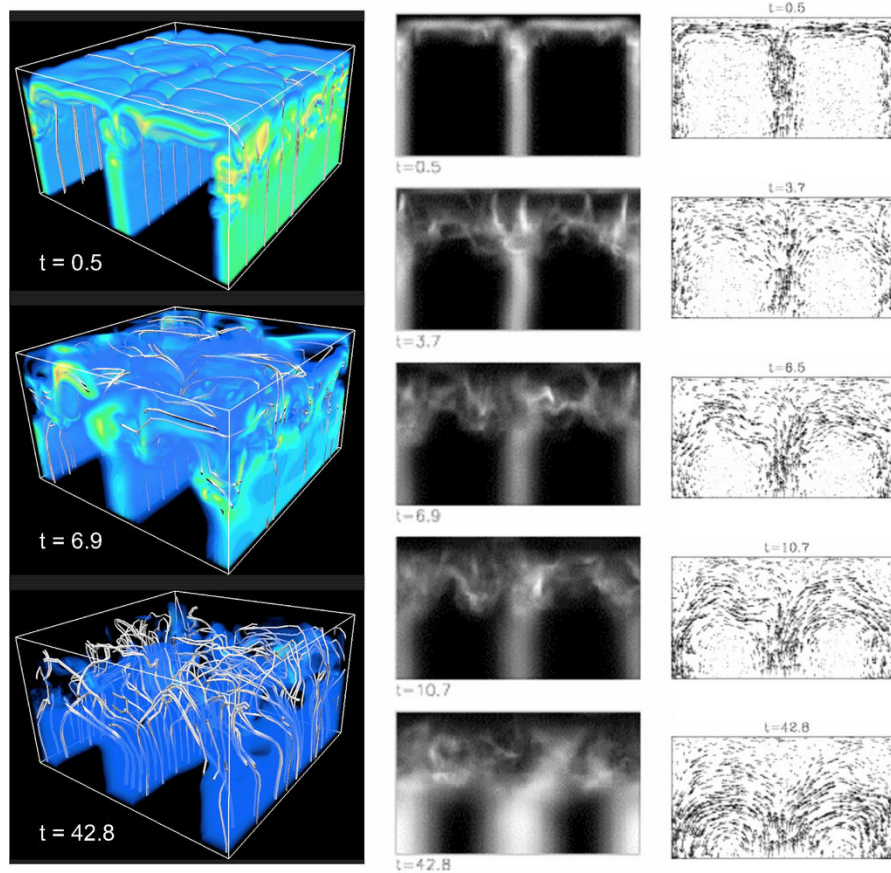 t = 0.5
t = 6.9
t = 42.8
t=0.5
t=3.7
t=6.9
t=10.7
t=42.8
t=0.5
t=3.7
t=6.5
t=10.7
t=42.8